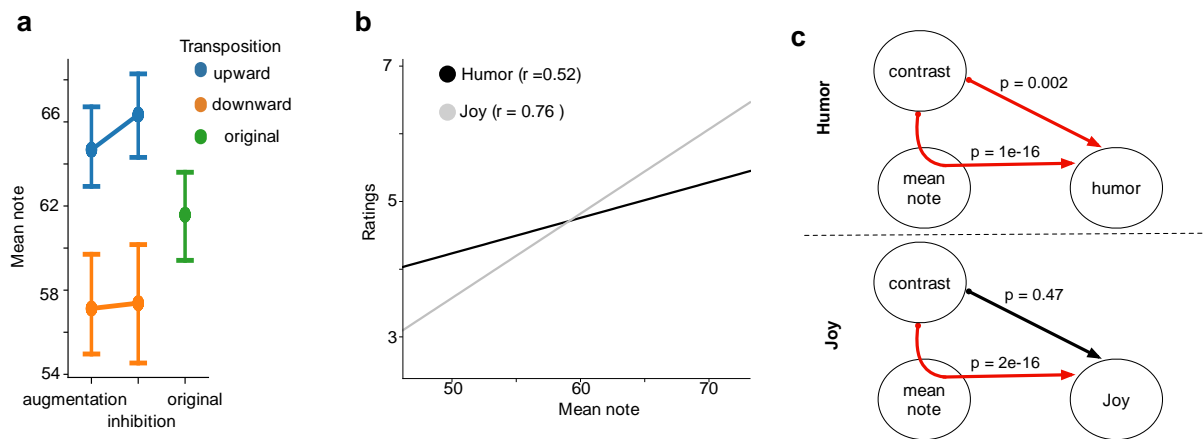 a
Transposition
upward
downward
original
Mean note
66
62
58
54
augmentation
inhibition
original
b
Humor (r =0.52)
Joy (r = 0.76 )
Ratings
7
5
3
50
60
70
Mean note
c
Humor
contrast
p = 0.002
p = 1e-16
mean
note
humor
Joy
contrast
p = 0.47
p = 2e-16
mean
note
Joy